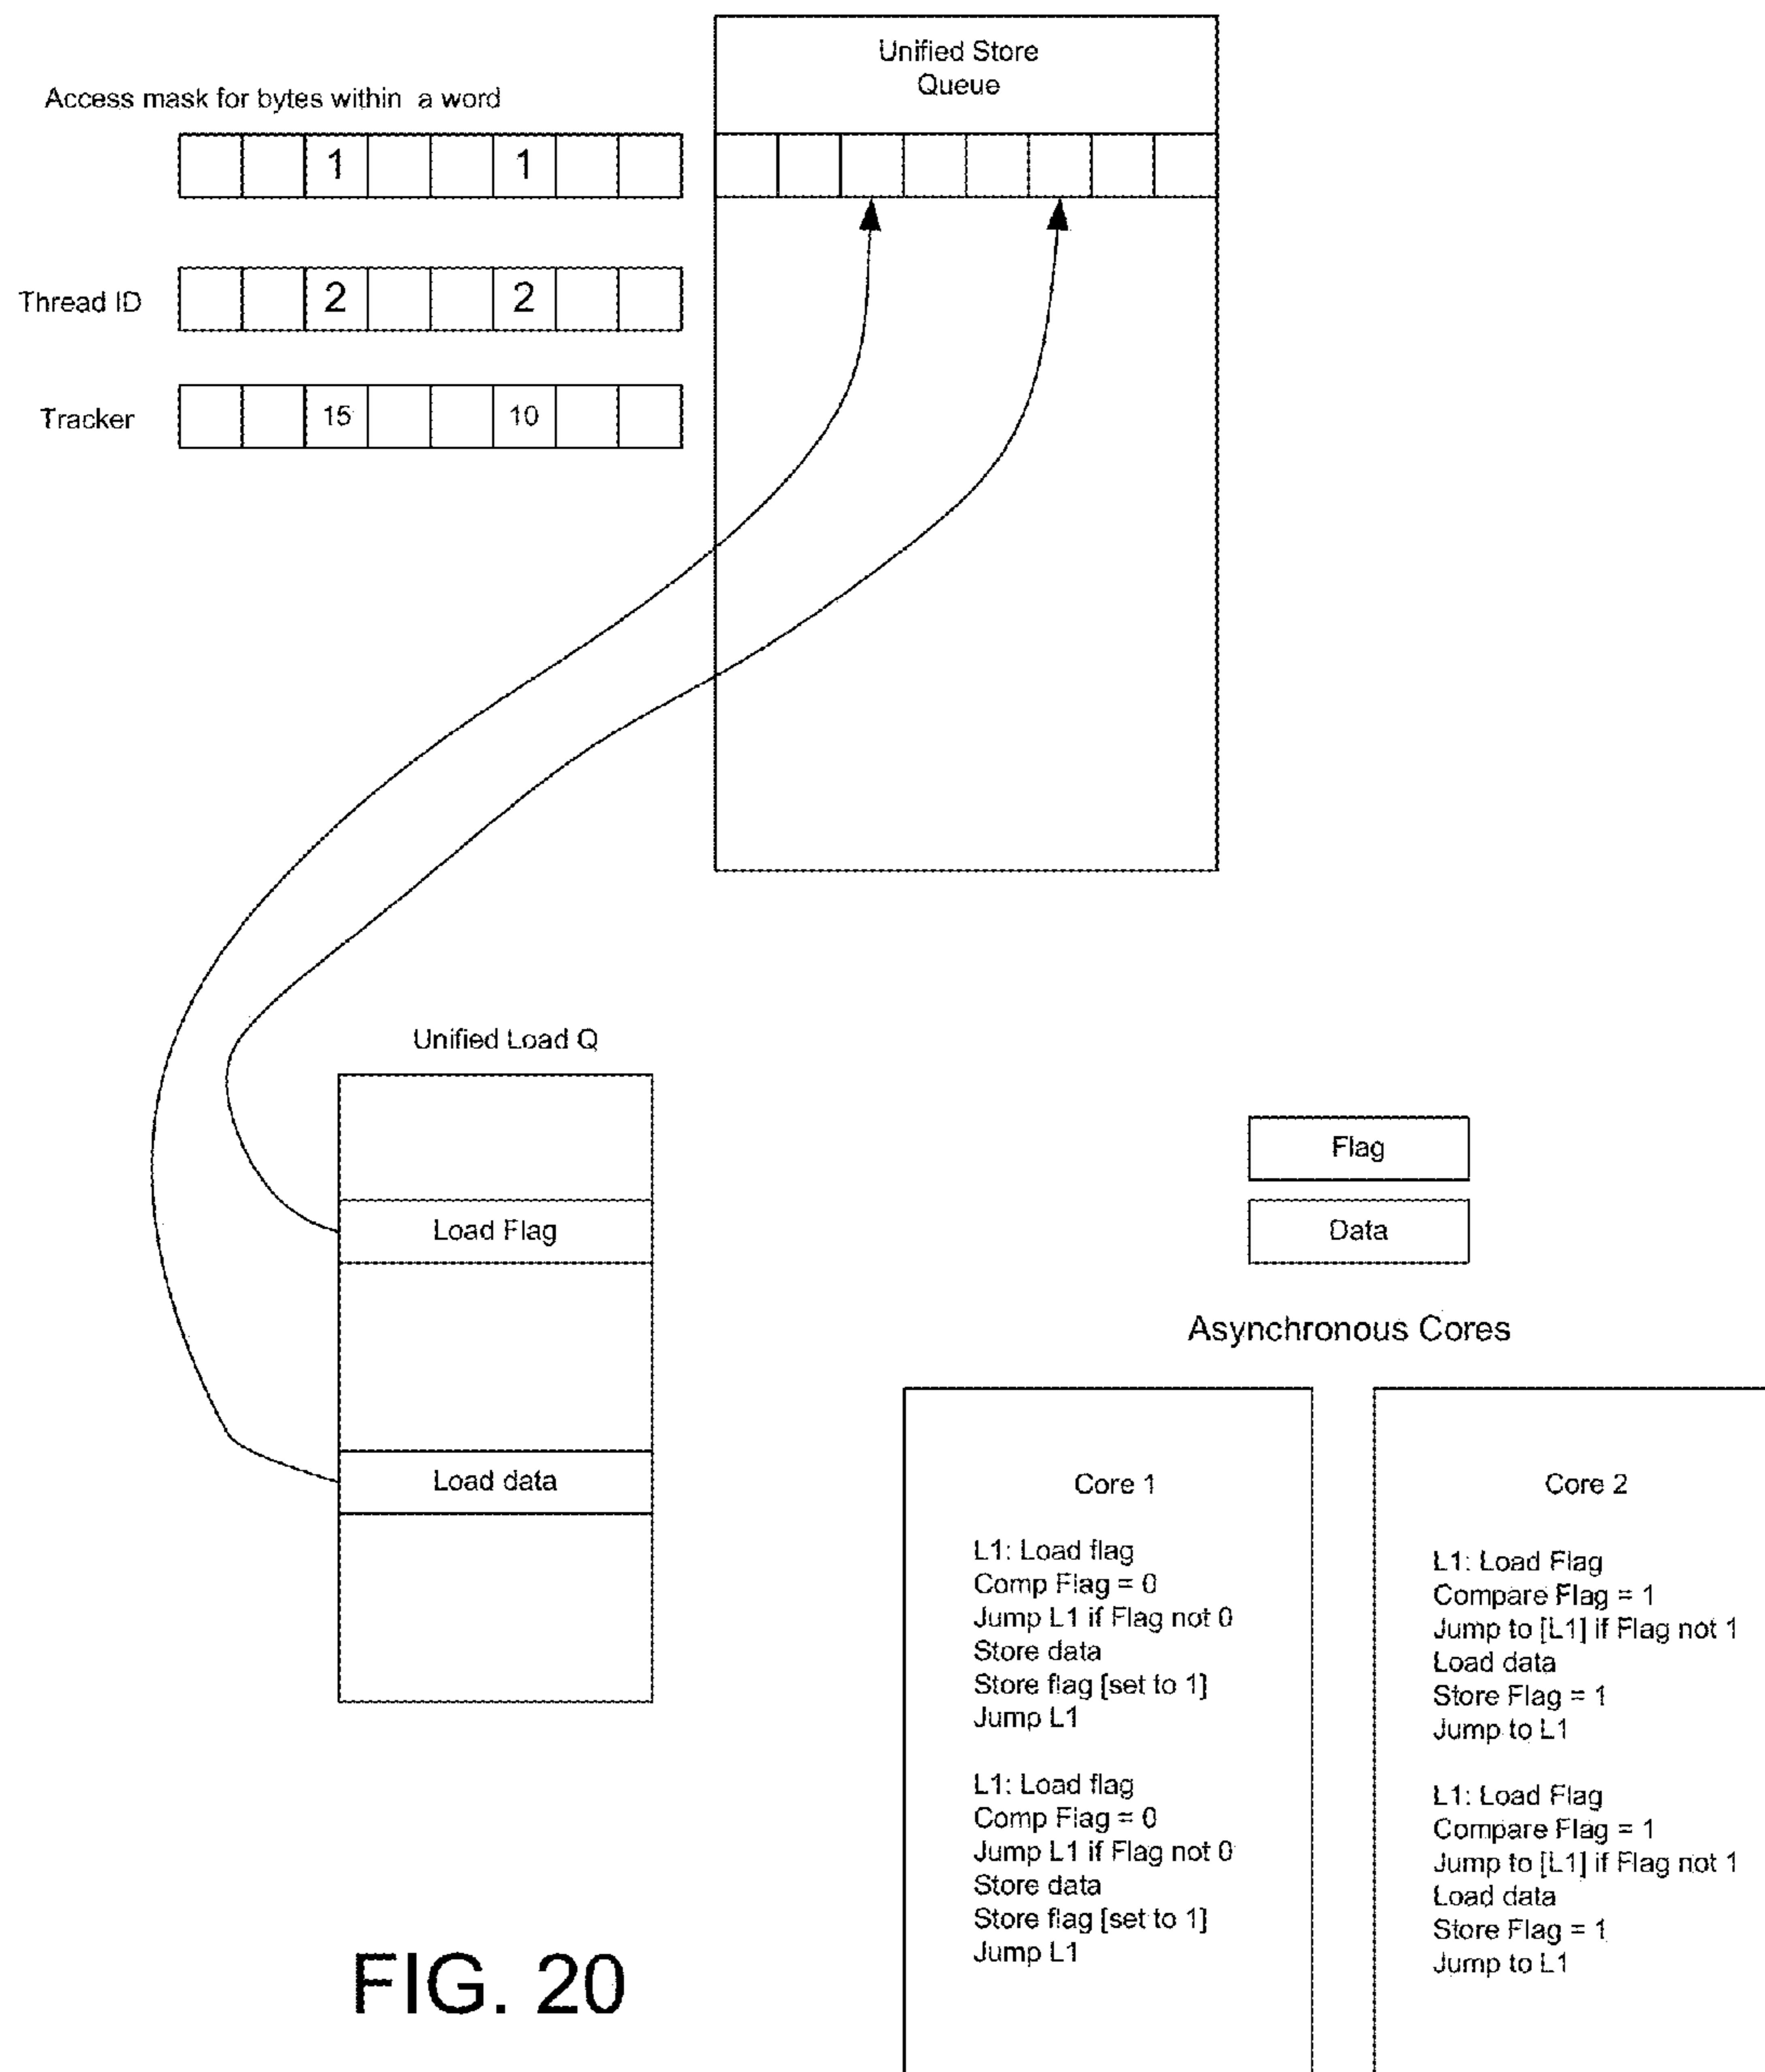 Unified Store
Queue
Access mask for bytes within a word
1 1
Thread ID
2 2
Tracker
15 10
Unified Load Q
Load Flag
Load data
Flag
Data
Asynchronous Cores
Core 1
L1: Load flag
Comp Flag = 0
Jump L1 if Flag not 0
Store data
Store flag [set to 1]
Jump L1
L1: Load flag
Comp Flag = 0
Jump L1 if Flag not 0
Store data
Store flag [set to 1]
Jump L1
Core 2
L1: Load Flag
Compare Flag = 1
Jump to [L1] if Flag not 1
Load data
Store Flag = 1
Jump to L1
L1: Load Flag
Compare Flag = 1
Jump to [L1] if Flag not 1
Load data
Store Flag = 1
Jump to L1
FIG. 20